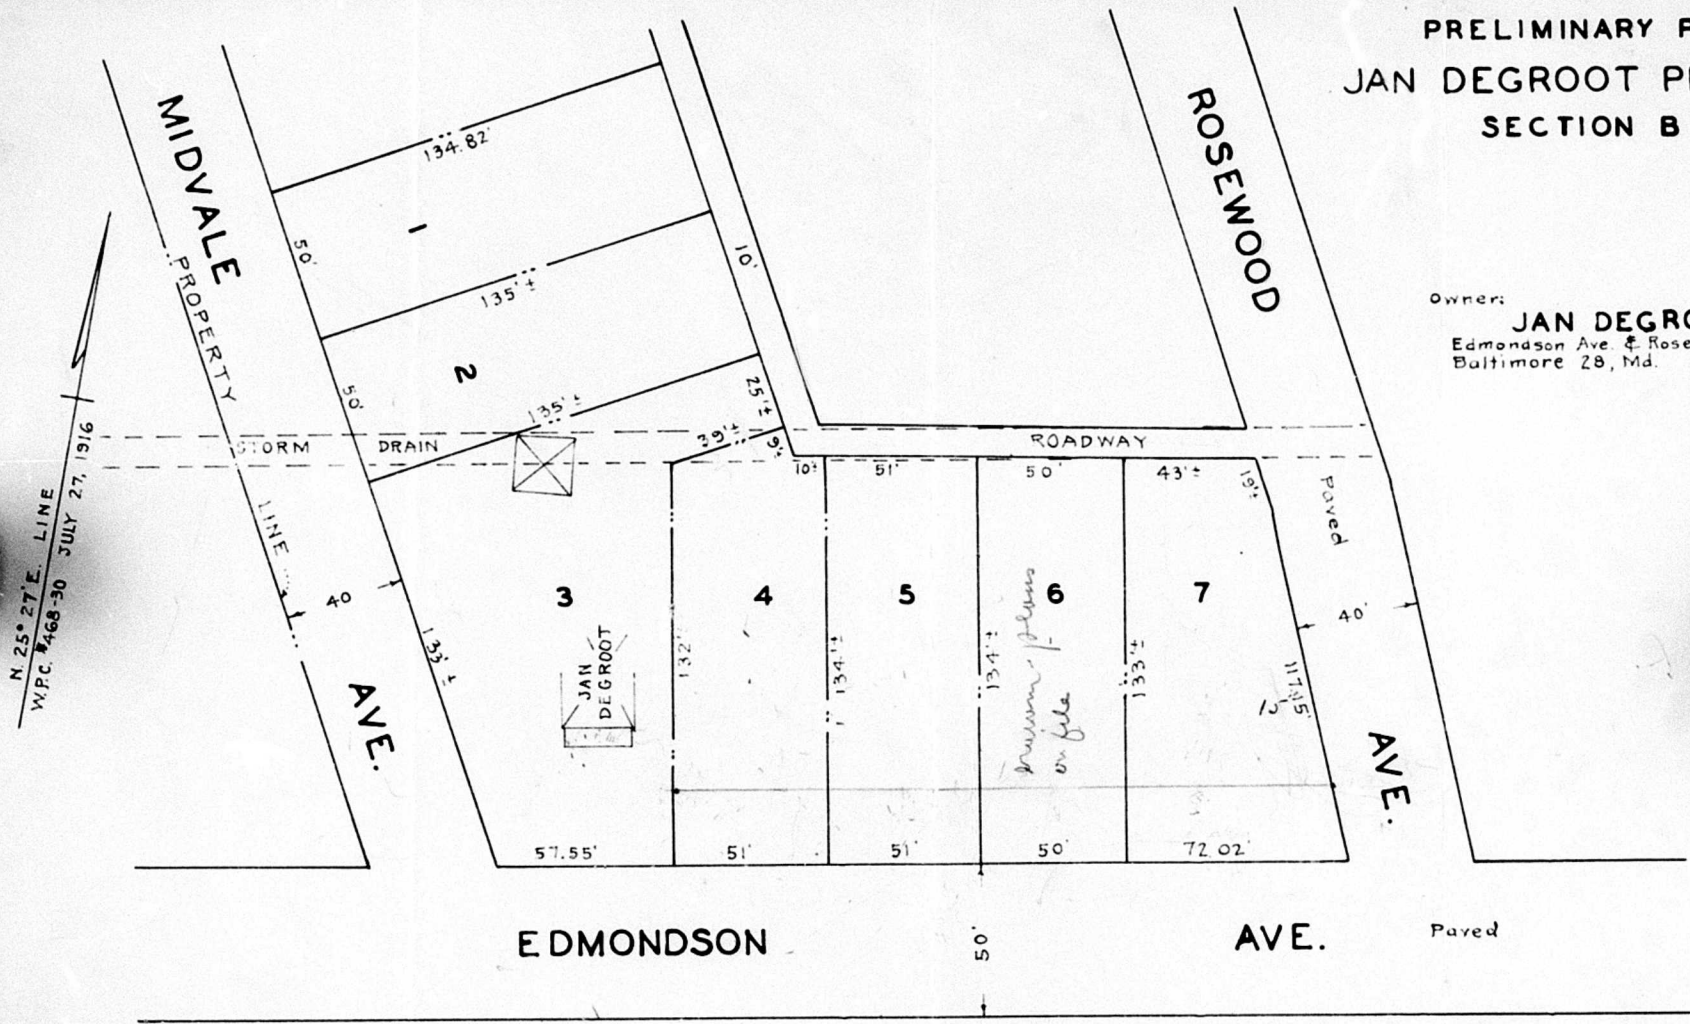 PRELIMINARY P
JAN DEGROOT P
SECTION B
Owner:
JAN DEGRO
Edmondson Ave. & Rose
Baltimore 28, Md.
MIDVALE
AVE.
PROPERTY
LINE
ROSEWOOD
AVE.
N. 25° 27' E. LINE
W.P.C. #468-30 JULY 27, 1916
134.82'
1
50'
135'±
2
50'
135'±
10'
25'±
39'±
9'±
STORM DRAIN
ROADWAY
10'±
51'
50'
43'±
19'±
Paved
40
133'±
3
4
5
6
7
40'
JAN
DEGROOT
132'
134'±
134'±
133'±
117.15'
on file
57.55'
51'
51'
50'
72.02'
EDMONDSON AVE.
50'
Paved